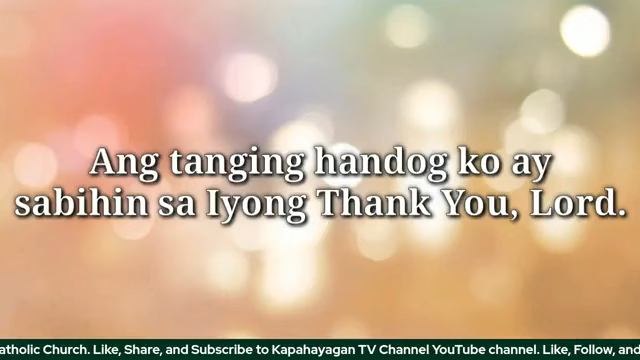 Ang tanging handog ko ay
sabihin sa Iyong Thank You, Lord.
atholic Church. Like, Share, and Subscribe to Kapahayagan TV Channel YouTube channel. Like, Follow, and